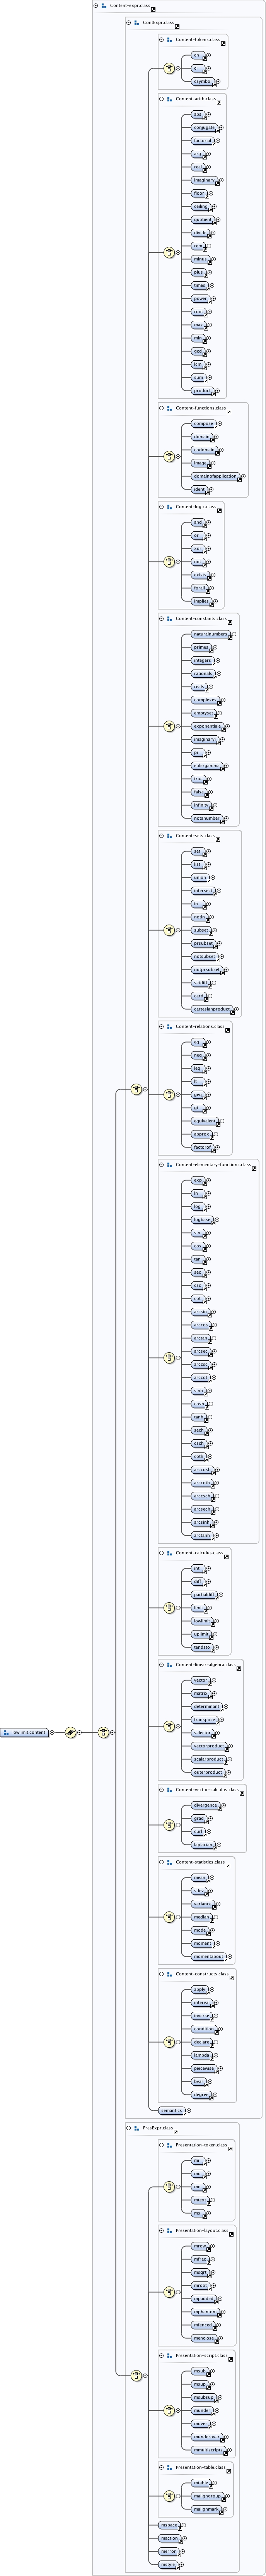 Content-expr.class
ContExpr.class
Content-tokens.class
cn
ci
csymbol
Content-arith.class
abs
conjugate
factorial
arg
real
imaginary
floor
ceiling
quotient
divide
rem
minus
plus
times
power
root
max
min
gcd
lcm
sum
product
Content-functions.class
compose
domain
codomain
image
domainofapplication
ident
Content-logic.class
and
or
xor
not
exists
forall
implies
Content-constants.class
naturalnumbers
primes
integers
rationals
reals
complexes
emptyset
exponentiale
imaginaryi
pi
eulergamma
true
false
infinity
notanumber
Content-sets.class
set
list
union
intersect
in
notin
subset
prsubset
notsubset
notprsubset
setdiff
card
cartesianproduct
Content-relations.class
eq
neq
leq
lt
geq
gt
equivalent
approx
factorof
Content-elementary-functions.class
exp
ln
log
logbase
sin
cos
tan
sec
csc
cot
arcsin
arccos
arctan
arcsec
arccsc
arccot
sinh
cosh
tanh
sech
csch
coth
arccosh
arccoth
arccsch
arcsech
arcsinh
arctanh
Content-calculus.class
int
diff
partialdiff
limit
lowlimit
uplimit
tendsto
Content-linear-algebra.class
vector
matrix
determinant
transpose
selector
vectorproduct
scalarproduct
outerproduct
lowlimit.content
Content-vector-calculus.class
divergence
grad
curl
laplacian
Content-statistics.class
mean
sdev
variance
median
mode
moment
momentabout
Content-constructs.class
apply
interval
inverse
condition
declare
lambda
piecewise
bvar
degree
semantics
PresExpr.class
Presentation-token.class
mi
mo
mn
mtext
ms
Presentation-layout.class
mrow
mfrac
msqrt
mroot
mpadded
mphantom
mfenced
menclose
Presentation-script.class
msub
msup
msubsup
munder
mover
munderover
mmultiscripts
Presentation-table.class
mtable
maligngroup
malignmark
mspace
maction
merror
mstyle